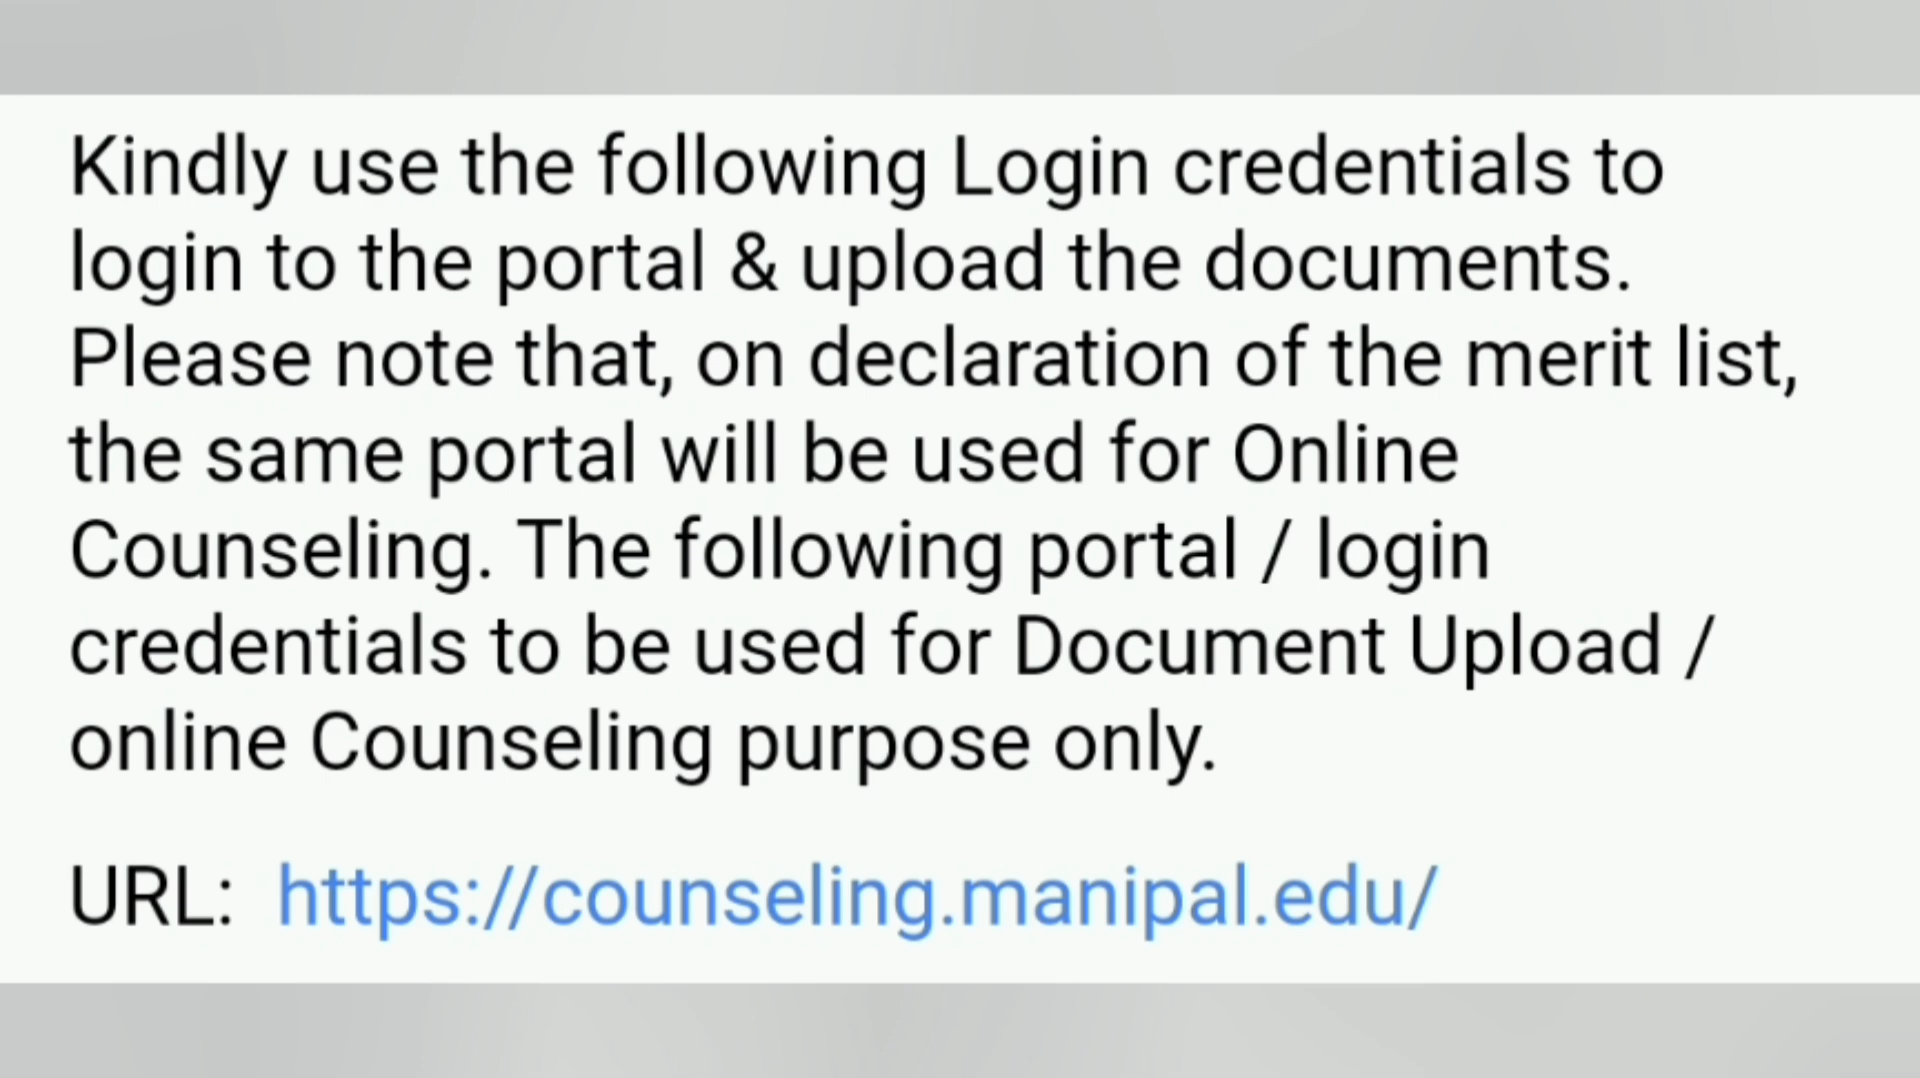 Kindly use the following Login credentials to
login to the portal & upload the documents.
Please note that, on declaration of the merit list,
the same portal will be used for Online
Counseling. The following portal / login
credentials to be used for Document Upload /
online Counseling purpose only.
URL: https://counseling.manipal.edu/